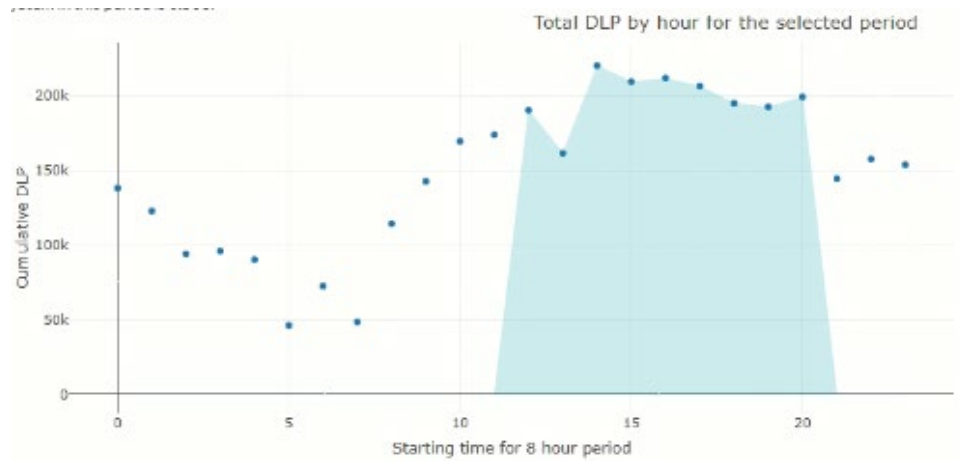 Total DLP by hour for the selected period
200k
150k
100k
50k
0
Cumulative DLP
0 5 10 15 20
Starting time for 8 hour period